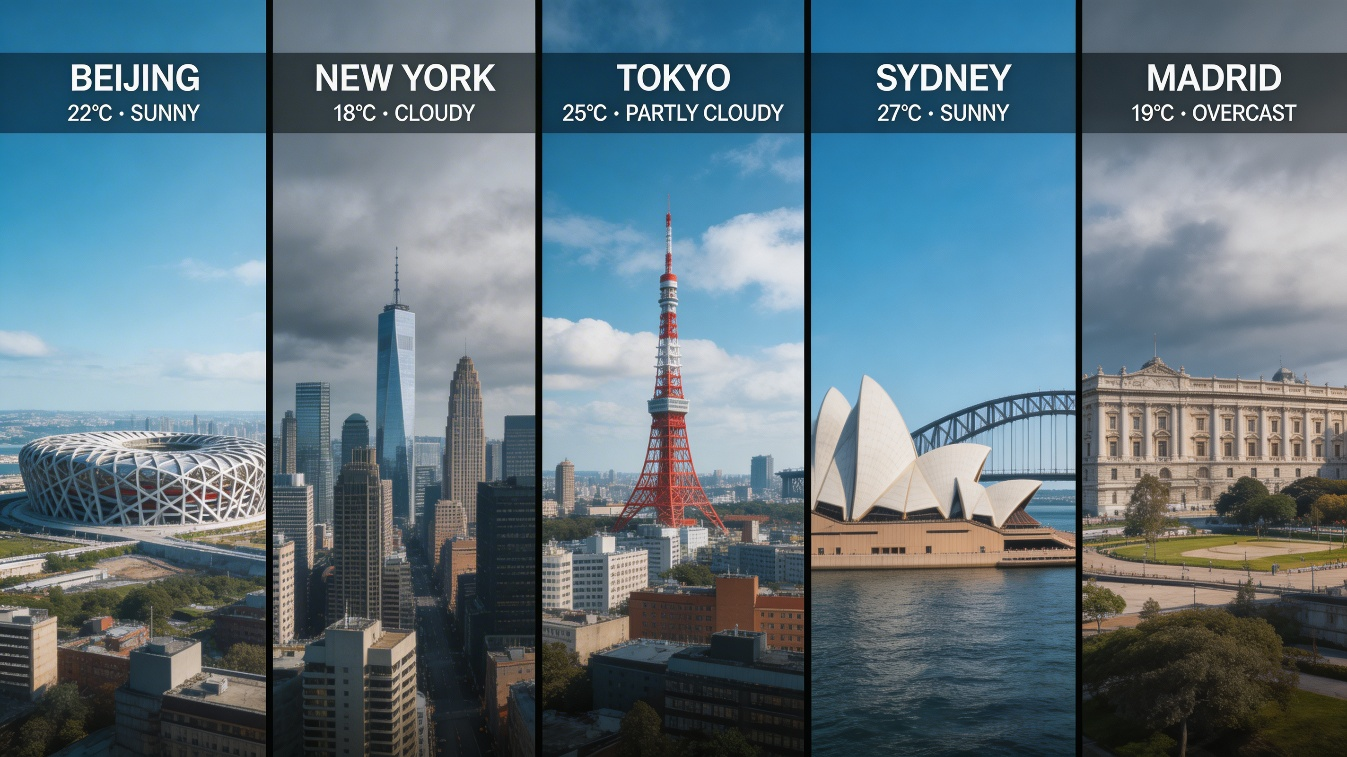 BEIJING
22°C • SUNNY
NEW YORK
18°C • CLOUDY
TOKYO
25°C • PARTLY CLOUDY
SYDNEY
27°C • SUNNY
MADRID
19°C • OVERCAST